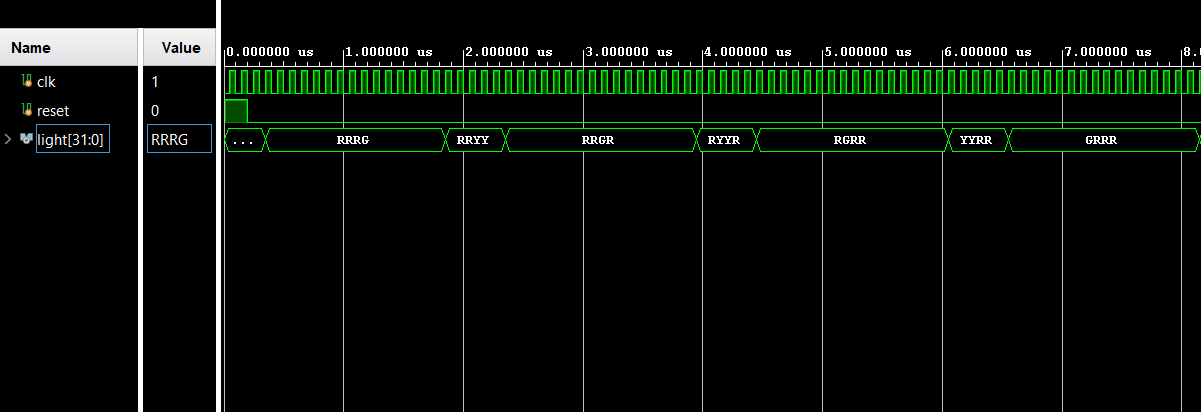 Name Value
0.000000 us 1.000000 us 2.000000 us 3.000000 us 4.000000 us 5.000000 us 6.000000 us 7.000000 us 8.0
clk 1
reset 0
light[31:0] RRRG ... RRRG RRYY RRGR RYYR RGRR YYRR GRRR